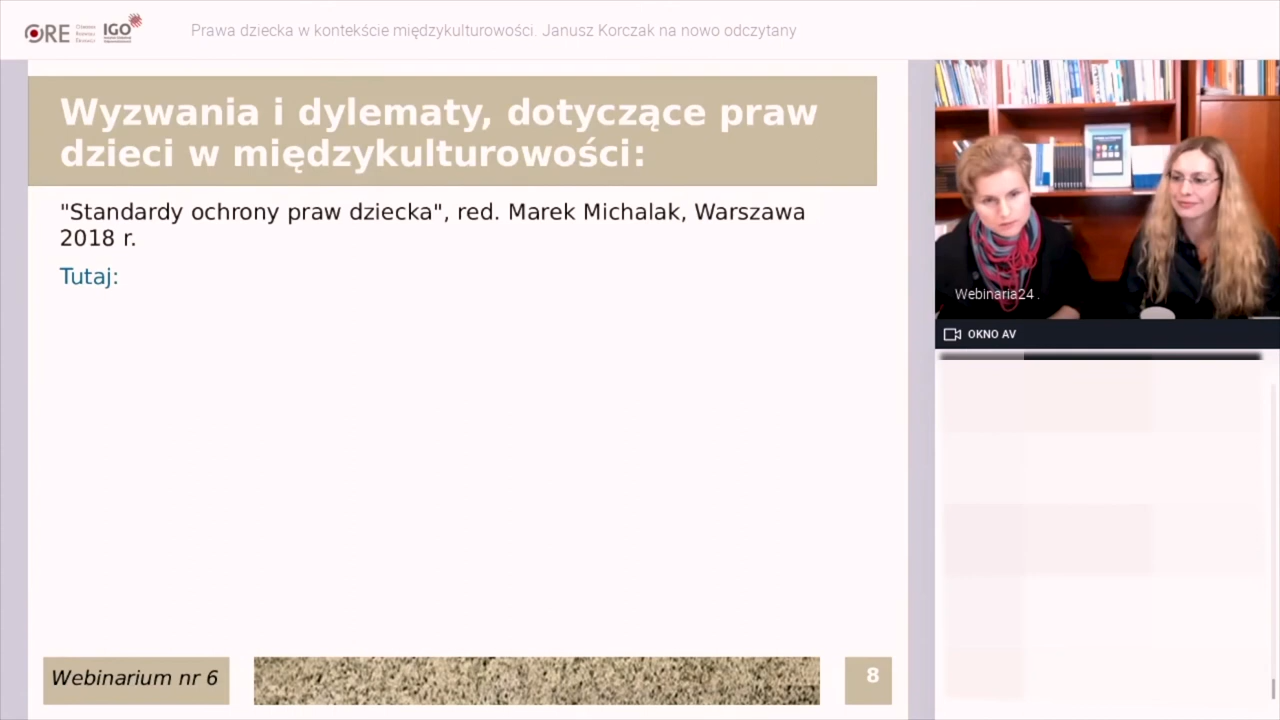 ORE
IGO
Prawa dziecka w kontekście międzykulturowości. Janusz Korczak na nowo odczytany
Wyzwania i dylematy, dotyczące praw
dzieci w międzykulturowości:
"Standardy ochrony praw dziecka", red. Marek Michalak, Warszawa
2018 r.
Tutaj:
Webinaria24 .
OKNO AV
Webinarium nr 6
8